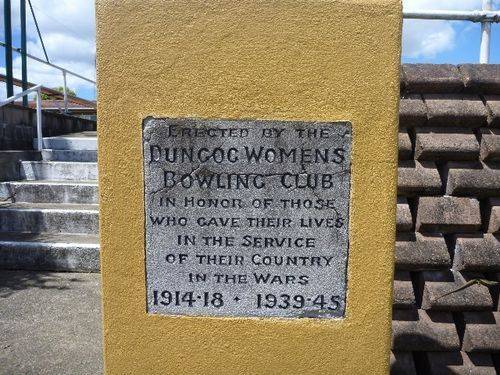 ERECTED BY THE
DUNGOG WOMENS
BOWLING CLUB
IN HONOR OF THOSE
WHO GAVE THEIR LIVES
IN THE SERVICE
OF THEIR COUNTRY
IN THE WARS
1914-18 • 1939-45